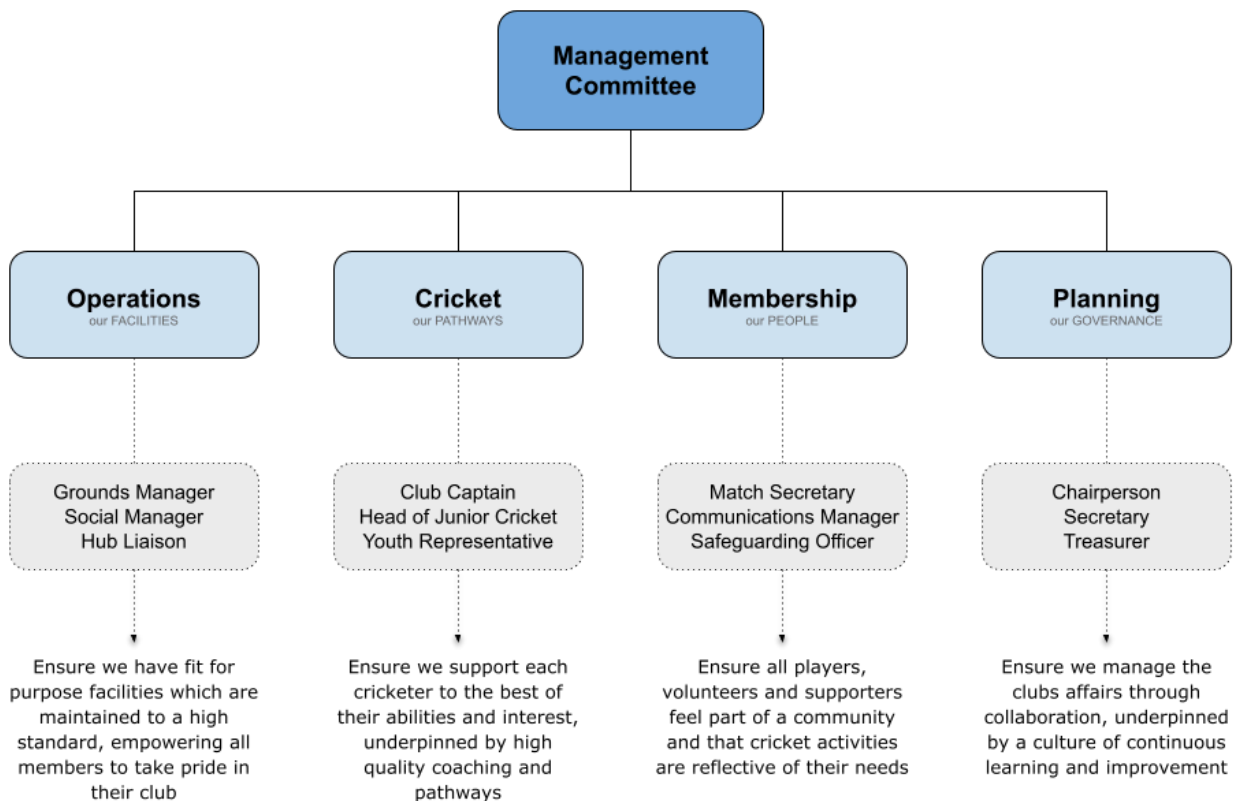 Management
Committee
Operations
our FACILITIES
Cricket
our PATHWAYS
Membership
our PEOPLE
Planning
our GOVERNANCE
Grounds Manager
Social Manager
Hub Liaison
Club Captain
Head of Junior Cricket
Youth Representative
Match Secretary
Communications Manager
Safeguarding Officer
Chairperson
Secretary
Treasurer
Ensure we have fit for
purpose facilities which are
maintained to a high
standard, empowering all
members to take pride in
their club
Ensure we support each
cricketer to the best of
their abilities and interest,
underpinned by high
quality coaching and
pathways
Ensure all players,
volunteers and supporters
feel part of a community
and that cricket activities
are reflective of their needs
Ensure we manage the
clubs affairs through
collaboration, underpinned
by a culture of continuous
learning and improvement